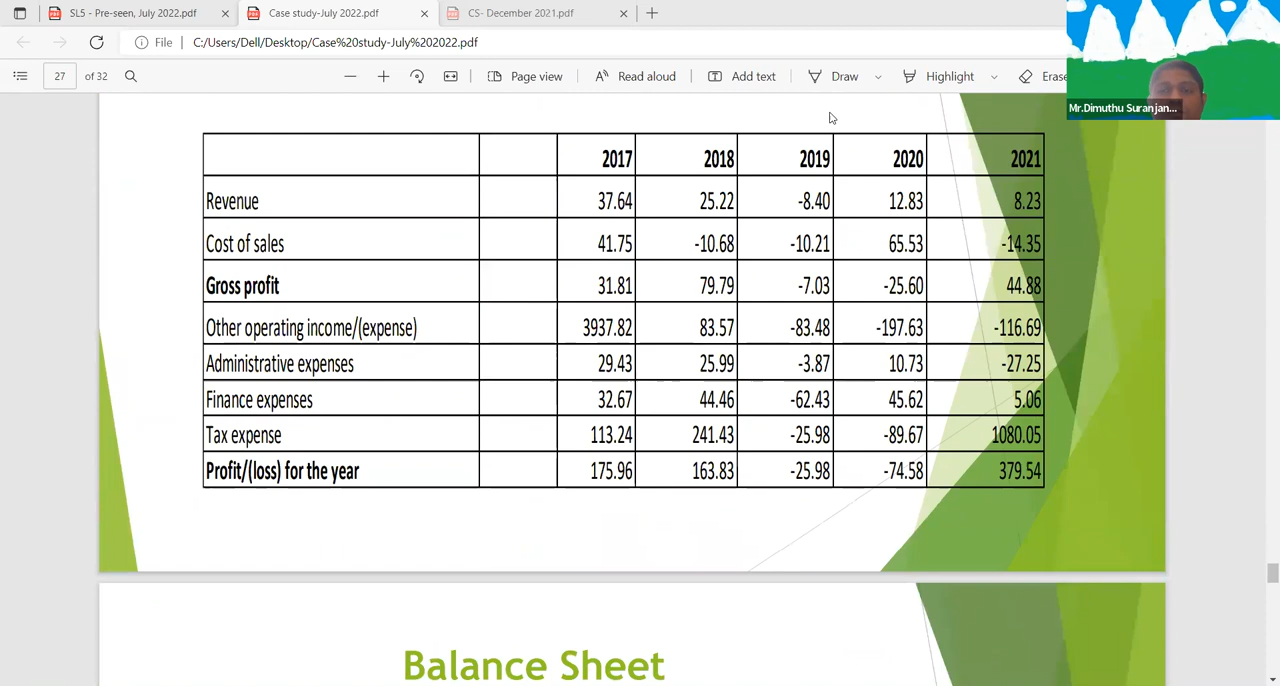 SL5 - Pre-seen, July 2022.pdf
Case study-July 2022.pdf
CS- December 2021.pdf
File
C:/Users/Dell/Desktop/Case%20study-July%202022.pdf
27 of 32
Page view
Read aloud
Add text
Draw
Highlight
Erase
Mr.Dimuthu Suranjan...
2017 2018 2019 2020 2021
Revenue 37.64 25.22 -8.40 12.83 8.23
Cost of sales 41.75 -10.68 -10.21 65.53 -14.35
Gross profit 31.81 79.79 -7.03 -25.60 44.88
Other operating income/(expense) 3937.82 83.57 -83.48 -197.63 -116.69
Administrative expenses 29.43 25.99 -3.87 10.73 -27.25
Finance expenses 32.67 44.46 -62.43 45.62 5.06
Tax expense 113.24 241.43 -25.98 -89.67 1080.05
Profit/(loss) for the year 175.96 163.83 -25.98 -74.58 379.54
Balance Sheet